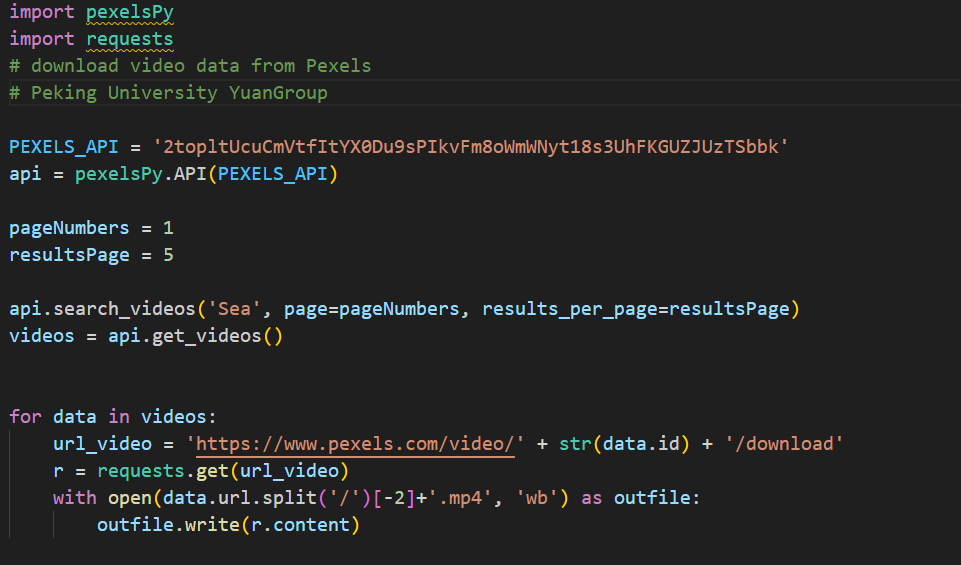 import pexelsPy
import requests
# download video data from Pexels
# Peking University YuanGroup
PEXELS_API = '2topltUcuCmVtfItYX0Du9sPIkvFm8oWmWNyt18s3UhFKGUZJUzTSbbk'
api = pexelsPy.API(PEXELS_API)
pageNumbers = 1
resultsPage = 5
api.search_videos('Sea', page=pageNumbers, results_per_page=resultsPage)
videos = api.get_videos()
for data in videos:
    url_video = 'https://www.pexels.com/video/' + str(data.id) + '/download'
    r = requests.get(url_video)
    with open(data.url.split('/')[-2]+'.mp4', 'wb') as outfile:
        outfile.write(r.content)